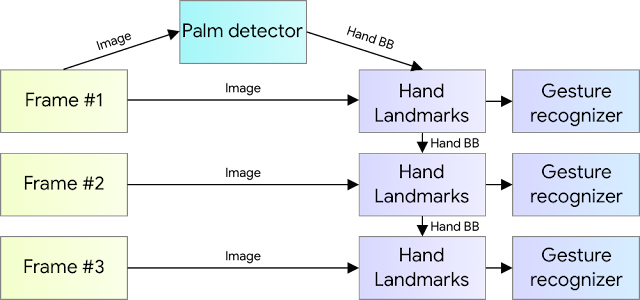 Palm detector
Image
Hand BB
Frame #1
Image
Hand
Landmarks
Gesture
recognizer
Hand BB
Frame #2
Image
Hand
Landmarks
Gesture
recognizer
Hand BB
Frame #3
Image
Hand
Landmarks
Gesture
recognizer